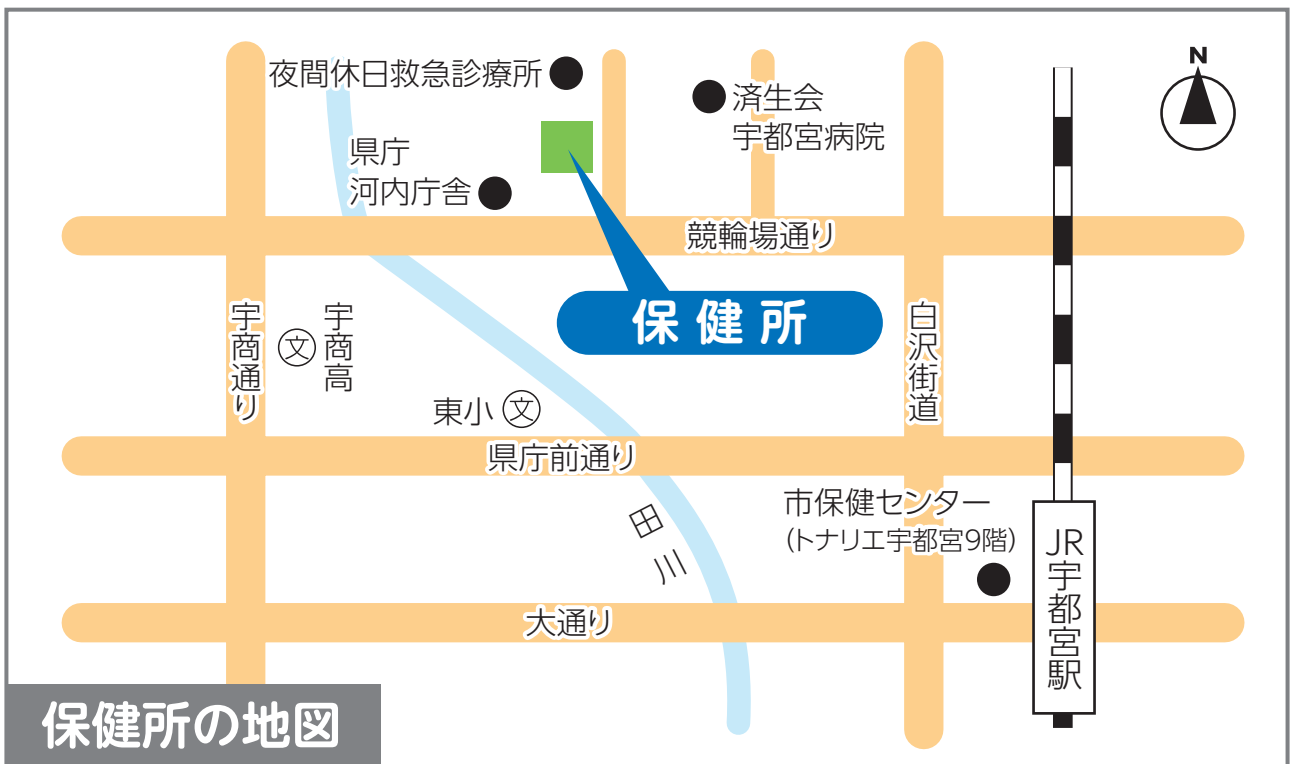 夜間休日救急診療所
N
済生会
宇都宮病院
県庁
河内庁舎
競輪場通り
保健所
宇商通り
文
宇商高
白沢街道
東小
文
県庁前通り
田川
市保健センター
(トナリエ宇都宮9階)
JR宇都宮駅
大通り
保健所の地図